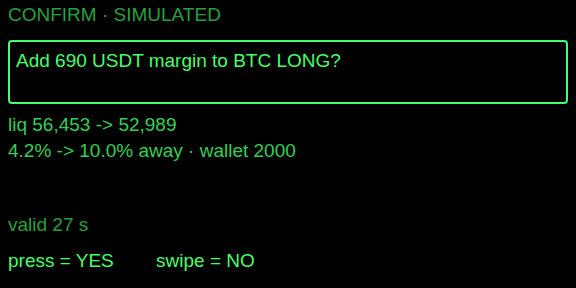 CONFIRM · SIMULATED
Add 690 USDT margin to BTC LONG?
liq 56,453 -> 52,989
4.2% -> 10.0% away · wallet 2000
valid 27 s
press = YES swipe = NO